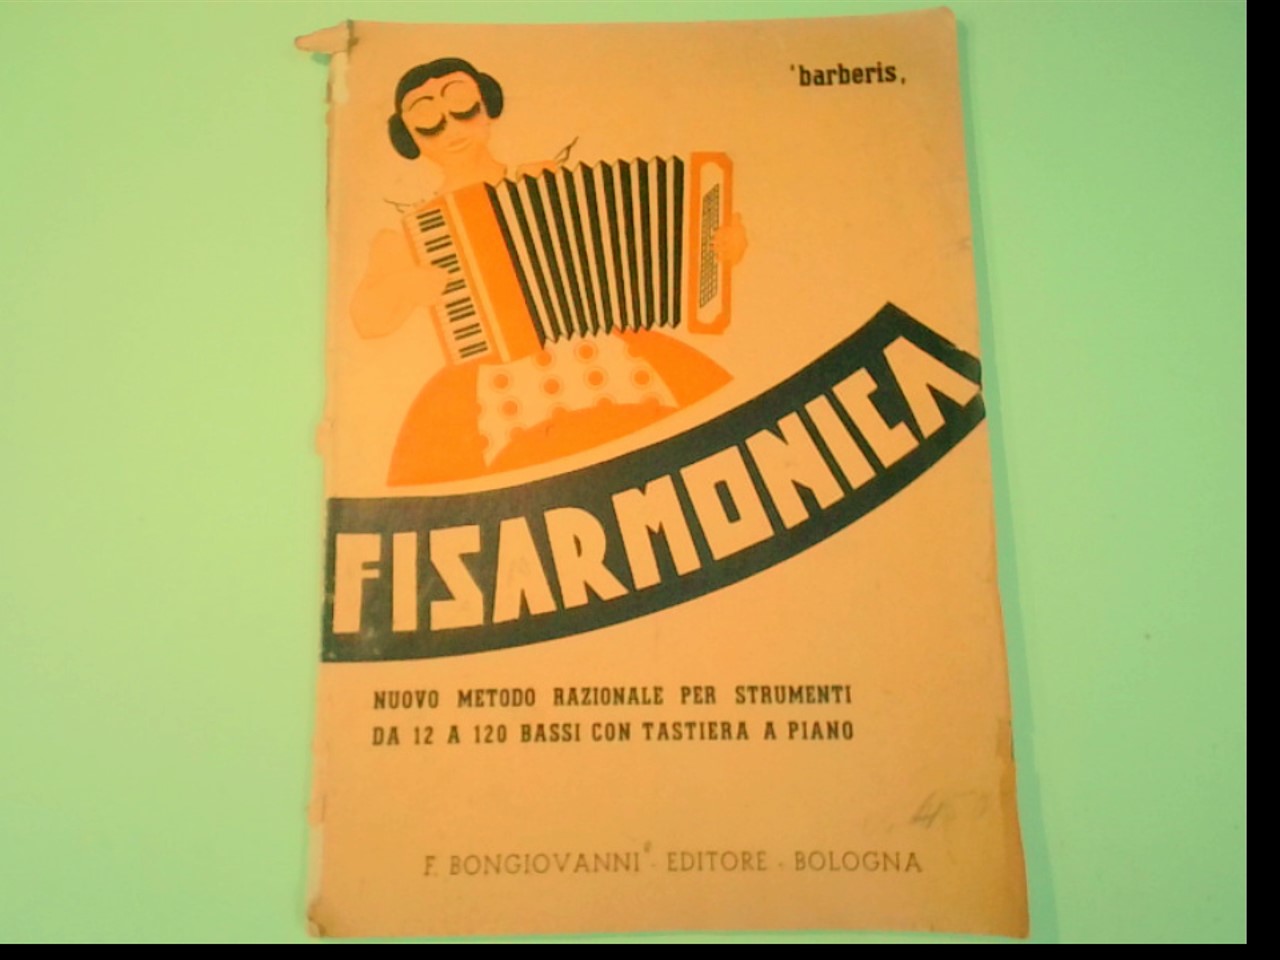 'barberis,
FISARMONICA
NUOVO METODO RAZIONALE PER STRUMENTI
DA 12 A 120 BASSI CON TASTIERA A PIANO
F. BONGIOVANNI - EDITORE - BOLOGNA